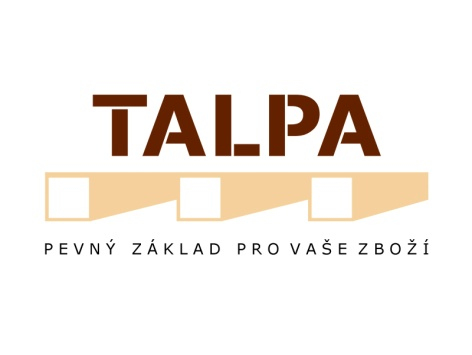 TALPA
PEVNÝ ZÁKLAD PRO VAŠE ZBOŽÍ